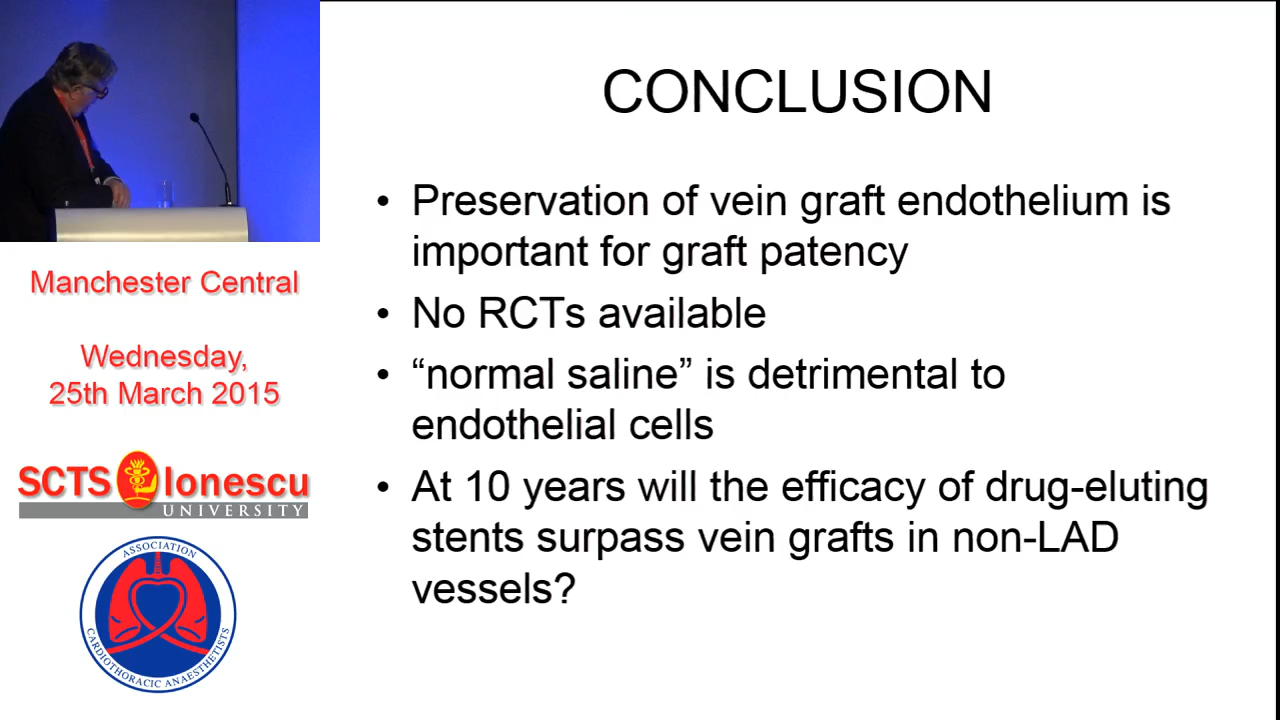 CONCLUSION
• Preservation of vein graft endothelium is
important for graft patency
• No RCTs available
• “normal saline” is detrimental to
endothelial cells
• At 10 years will the efficacy of drug-eluting
stents surpass vein grafts in non-LAD
vessels?
Manchester Central
Wednesday,
25th March 2015
SCTS Ionescu
UNIVERSITY
ASSOCIATION
CARDIOTHORACIC ANAESTHETISTS